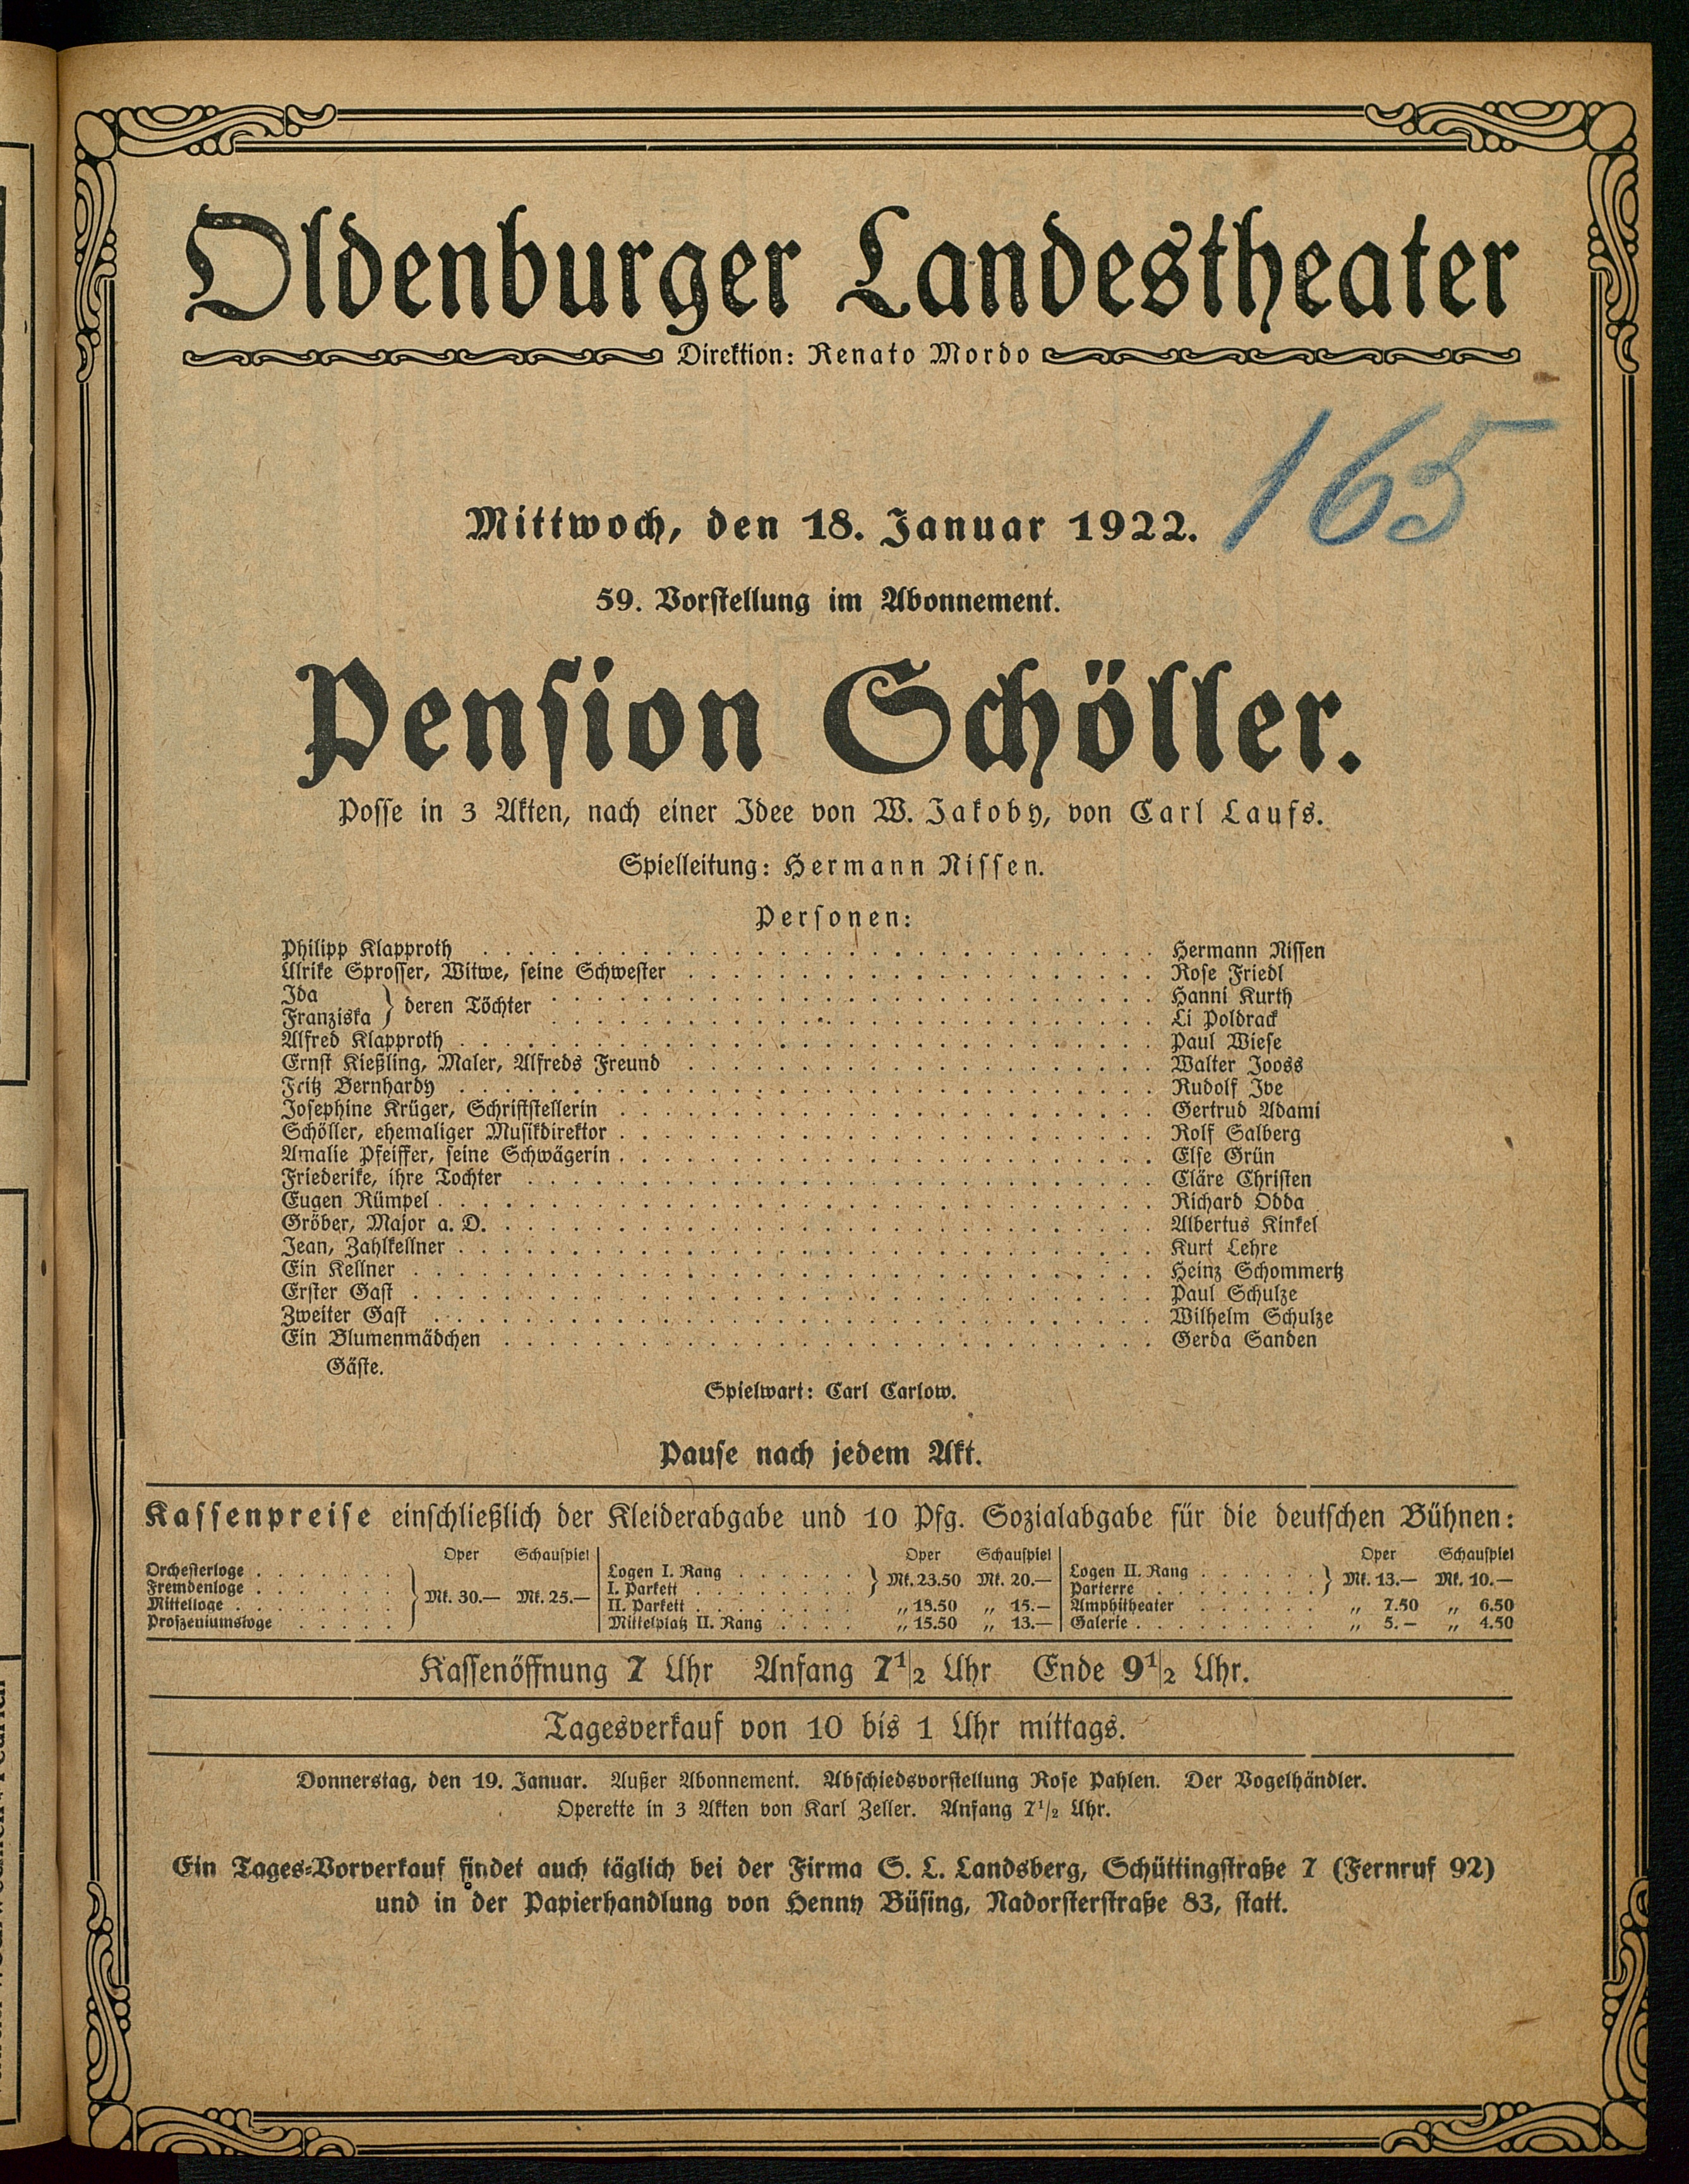 Oldenburger Landestheater
Direktion: Renato Mordo
165
Mittwoch, den 18. Januar 1922.
59. Vorstellung im Abonnement.
Pension Schöller.
Posse in 3 Akten, nach einer Idee von W. Jakoby, von Carl Laufs.
Spielleitung: Hermann Nissen.
Personen:
Philipp Klapproth . . . . . Hermann Nissen
Ulrike Sprosser, Witwe, seine Schwester . . . . . Rose Friedl
Ida } deren Töchter . . . . . Hanni Kurth
Franziska } . . . . . Li Poldrack
Alfred Klapproth . . . . . Paul Wiese
Ernst Kießling, Maler, Alfreds Freund . . . . . Walter Jooss
Fritz Bernhardy . . . . . Rudolf Ive
Josephine Krüger, Schriftstellerin . . . . . Gertrud Adami
Schöller, ehemaliger Musikdirektor . . . . . Rolf Salberg
Amalie Pfeiffer, seine Schwägerin . . . . . Else Grün
Friederike, ihre Tochter . . . . . Cläre Christen
Eugen Rümpel . . . . . Richard Odda
Gröber, Major a. D. . . . . . Albertus Kinkel
Jean, Zahlkellner . . . . . Kurt Lehre
Ein Kellner . . . . . Heinz Schommertz
Erster Gast . . . . . Paul Schulze
Zweiter Gast . . . . . Wilhelm Schulze
Ein Blumenmädchen . . . . . Gerda Sanden
Gäste.
Spielwart: Carl Carlow.
Pause nach jedem Akt.
Kassenpreise einschließlich der Kleiderabgabe und 10 Pfg. Sozialabgabe für die deutschen Bühnen:
Oper Schauspiel
Orchesterloge
Fremdenloge
Mittelloge
Proszeniumsloge
} Mk. 30.— Mk. 25.—
Oper Schauspiel
Logen I. Rang
I. Parkett
} Mk. 23.50 Mk. 20.—
II. Parkett . . . . . „ 18.50 „ 15.—
Mittelplatz II. Rang . . . . „ 15.50 „ 13.—
Oper Schauspiel
Logen II. Rang
Parterre
} Mk. 13.— Mk. 10.—
Amphitheater . . . . . „ 7.50 „ 6.50
Galerie . . . . . „ 5.— „ 4.50
Kassenöffnung 7 Uhr Anfang 7½ Uhr Ende 9½ Uhr.
Tagesverkauf von 10 bis 1 Uhr mittags.
Donnerstag, den 19. Januar. Außer Abonnement. Abschiedsvorstellung Rose Pahlen. Der Vogelhändler.
Operette in 3 Akten von Karl Zeller. Anfang 7½ Uhr.
Ein Tages-Vorverkauf findet auch täglich bei der Firma S. L. Landsberg, Schüttingstraße 7 (Fernruf 92)
und in der Papierhandlung von Henny Büsing, Nadorsterstraße 83, statt.